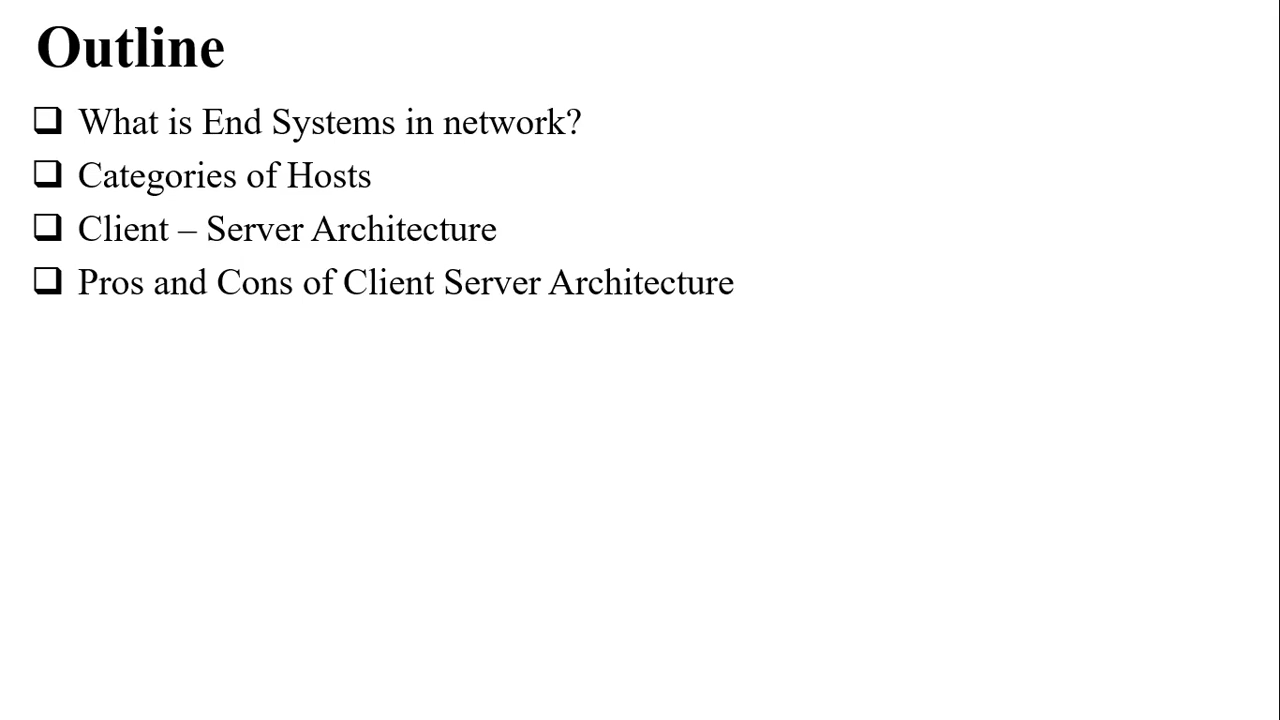 Outline
❑ What is End Systems in network?
❑ Categories of Hosts
❑ Client – Server Architecture
❑ Pros and Cons of Client Server Architecture